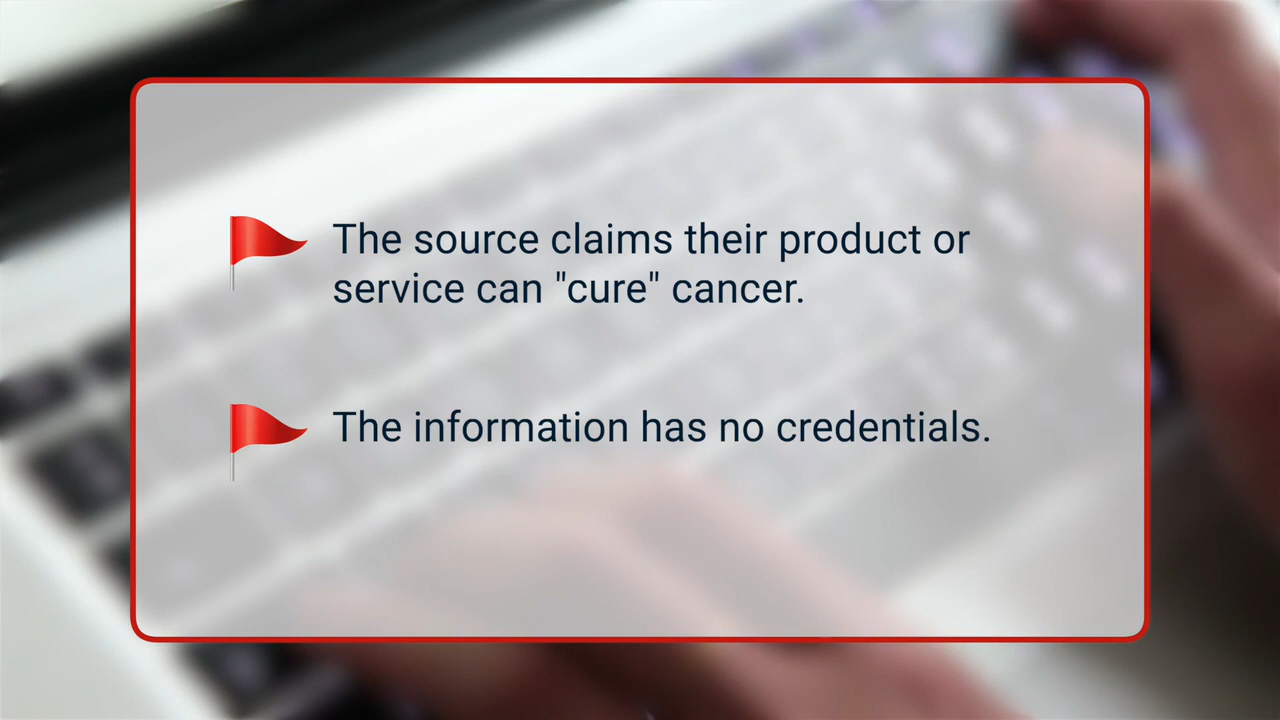 The source claims their product or
service can "cure" cancer.
The information has no credentials.